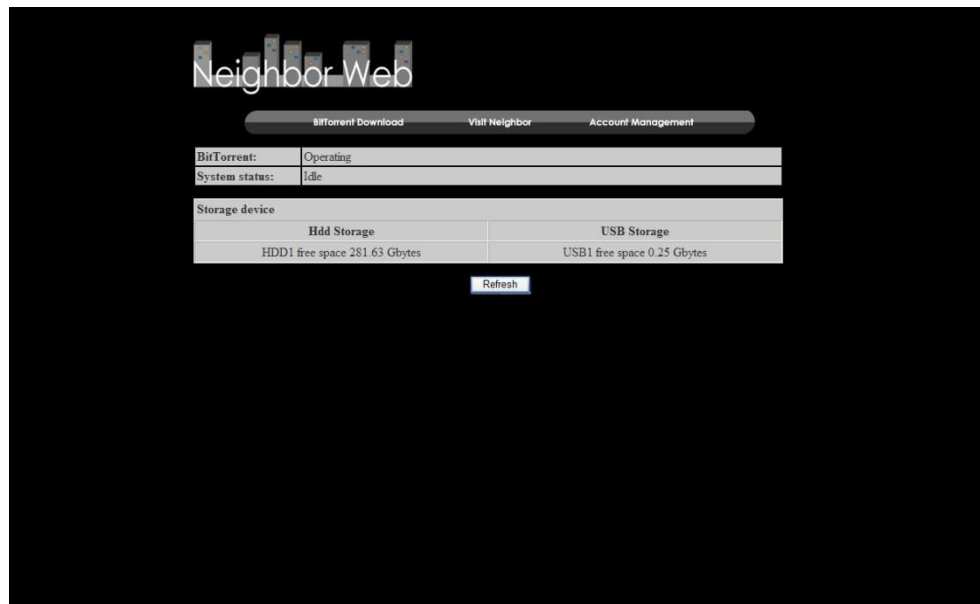 Neighbor Web
BitTorrent Download Visit Neighbor Account Management
BitTorrent: Operating
System status: Idle
Storage device
Hdd Storage USB Storage
HDD1 free space 281.63 Gbytes USB1 free space 0.25 Gbytes
Refresh